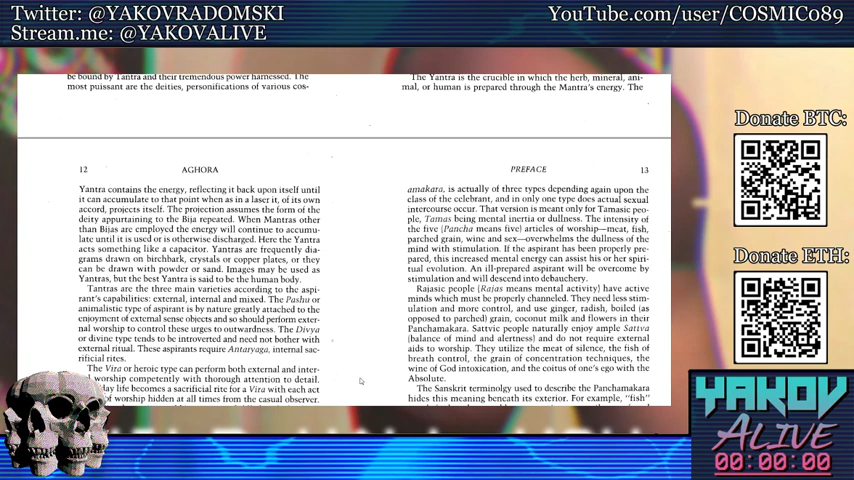 Twitter: @YAKOVRADOMSKI
Stream.me: @YAKOVALIVE
YouTube.com/user/COSMIC089
be bound by Tantra and their tremendous power harnessed. The
most puissant are the deities, personifications of various cos-
The Yantra is the crucible in which the herb, mineral, ani-
mal, or human is prepared through the Mantra's energy. The
12 AGHORA
Yantra contains the energy, reflecting it back upon itself until
it can accumulate to that point when as in a laser it, of its own
accord, projects itself. The projection assumes the form of the
deity appurtaining to the Bija repeated. When Mantras other
than Bijas are employed the energy will continue to accumu-
late until it is used or is otherwise discharged. Here the Yantra
acts something like a capacitor. Yantras are frequently dia-
grams drawn on birchbark, crystals or copper plates, or they
can be drawn with powder or sand. Images may be used as
Yantras, but the best Yantra is said to be the human body.
Tantras are the three main varieties according to the aspi-
rant's capabilities: external, internal and mixed. The Pashu or
animalistic type of aspirant is by nature greatly attached to the
enjoyment of external sense objects and so should perform exter-
nal worship to control these urges to outwardness. The Divya
or divine type tends to be introverted and need not bother with
external ritual. These aspirants require Antaryaga, internal sac-
rificial rites.
The Vira or heroic type can perform both external and inter-
l worship competently with thorough attention to detail.
day life becomes a sacrificial rite for a Vira with each act
of worship hidden at all times from the casual observer.
PREFACE 13
amakara, is actually of three types depending again upon the
class of the celebrant, and in only one type does actual sexual
intercourse occur. That version is meant only for Tamasic peo-
ple, Tamas being mental inertia or dullness. The intensity of
the five (Pancha means five) articles of worship—meat, fish,
parched grain, wine and sex—overwhelms the dullness of the
mind with stimulation. If the aspirant has been properly pre-
pared, this increased mental energy can assist his or her spiri-
tual evolution. An ill-prepared aspirant will be overcome by
stimulation and will descend into debauchery.
Rajasic people (Rajas means mental activity) have active
minds which must be properly channeled. They need less stim-
ulation and more control, and use ginger, radish, boiled (as
opposed to parched) grain, coconut milk and flowers in their
Panchamakara. Sattvic people naturally enjoy ample Sattva
(balance of mind and alertness) and do not require external
aids to worship. They utilize the meat of silence, the fish of
breath control, the grain of concentration techniques, the
wine of God intoxication, and the coitus of one's ego with the
Absolute.
The Sanskrit terminolgy used to describe the Panchamakara
hides this meaning beneath its exterior. For example, "fish"
Donate BTC:
Donate ETH:
YAKOV
ALIVE
00:00:00